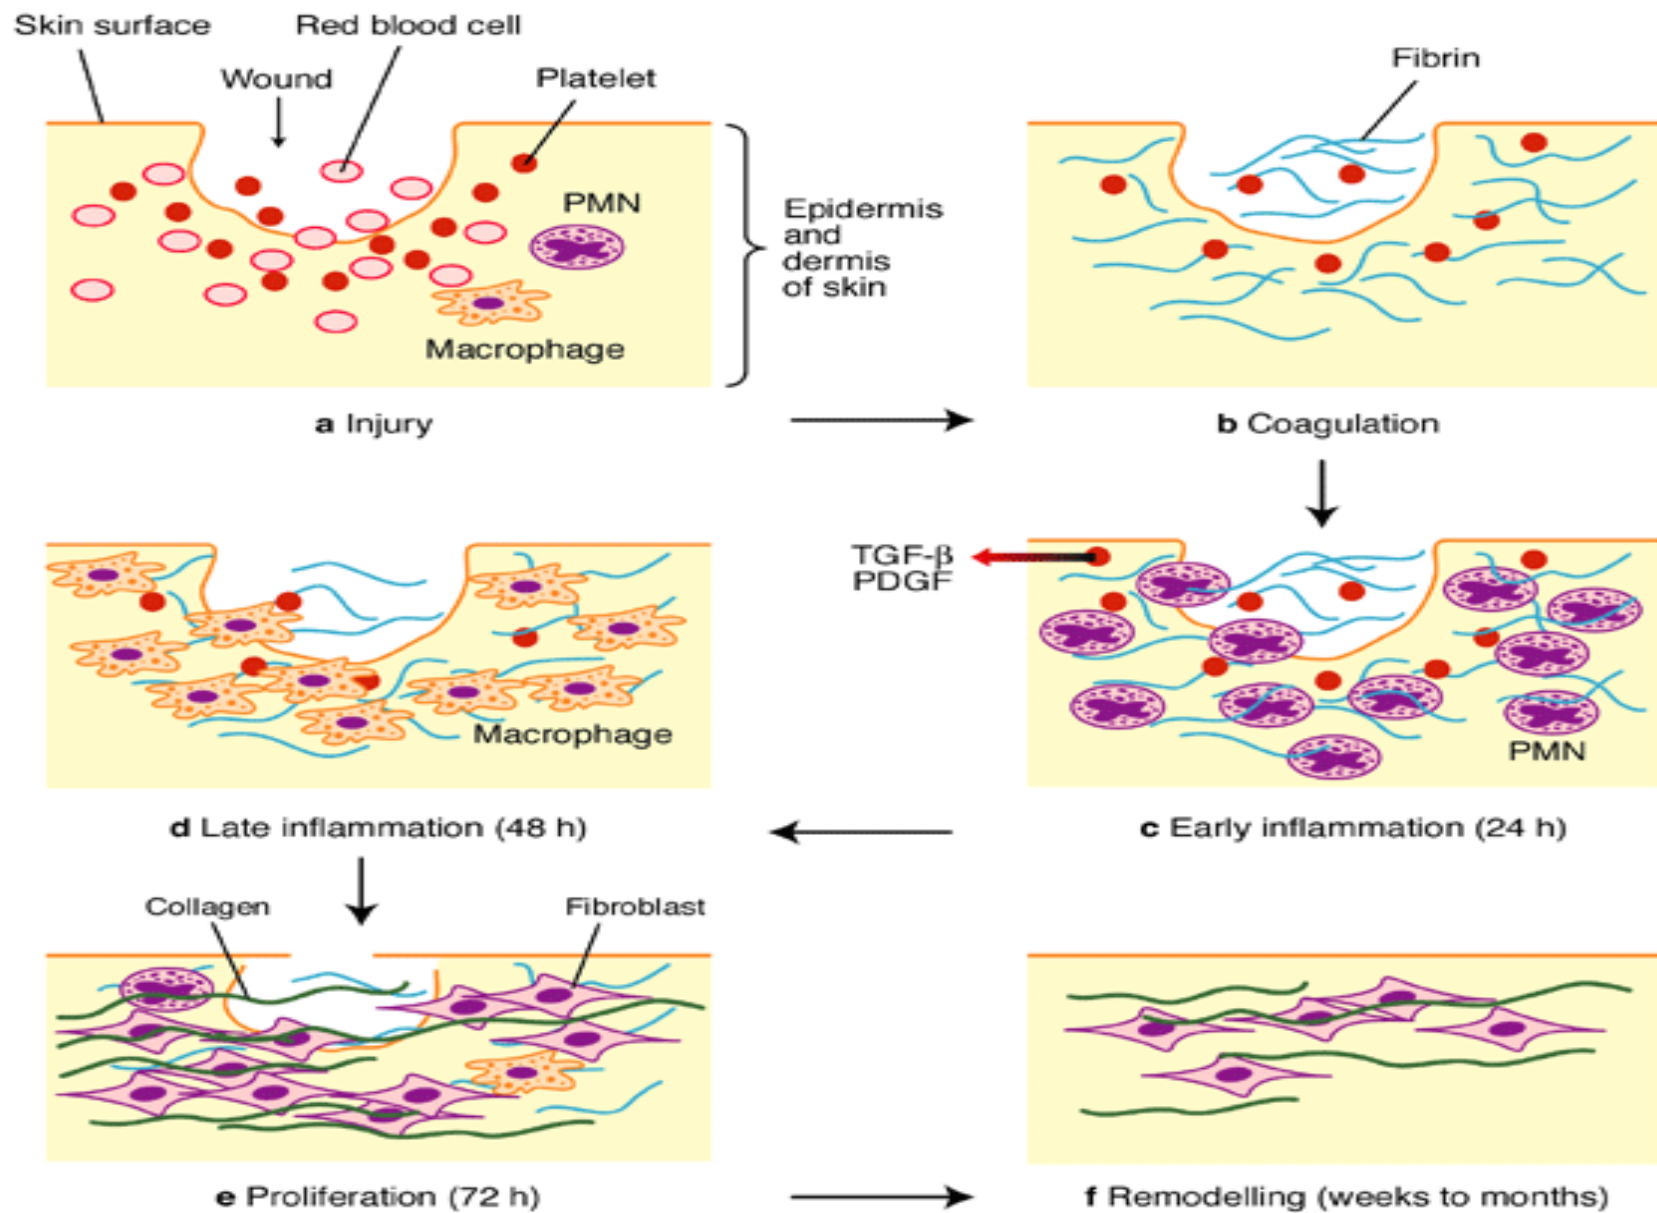 Skin surface
Red blood cell
Wound
Platelet
PMN
Macrophage
Epidermis
and
dermis
of skin
a Injury
Fibrin
b Coagulation
TGF-β
PDGF
PMN
c Early inflammation (24 h)
Macrophage
d Late inflammation (48 h)
Collagen
Fibroblast
e Proliferation (72 h)
f Remodelling (weeks to months)